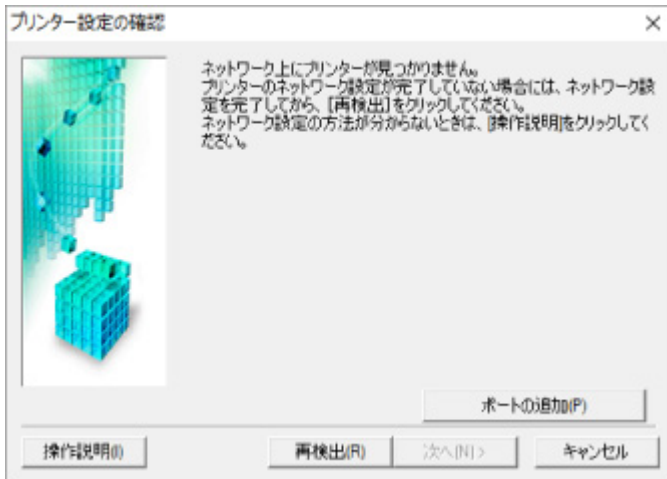 プリンター設定の確認
ネットワーク上にプリンターが見つかりません。
プリンターのネットワーク設定が完了していない場合には、ネットワーク設
定を完了してから、[再検出]をクリックしてください。
ネットワーク設定の方法が分からないときは、[操作説明]をクリックしてく
ださい。
ポートの追加(P)
操作説明(I)
再検出(R)
次へ(N) >
キャンセル